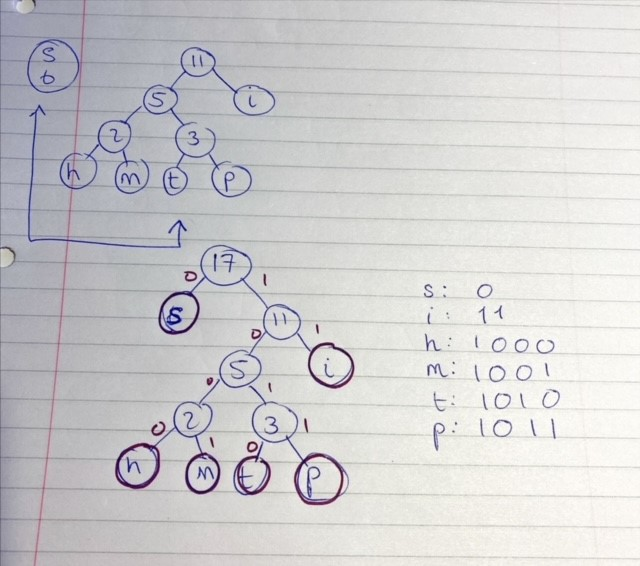 s
6
11
5 i
2 3
h m t p
17
0 1
s 11
0 1
5 i
0 1
2 3
0 1 0 1
h m t p
s: 0
i: 11
h: 1000
m: 1001
t: 1010
p: 1011